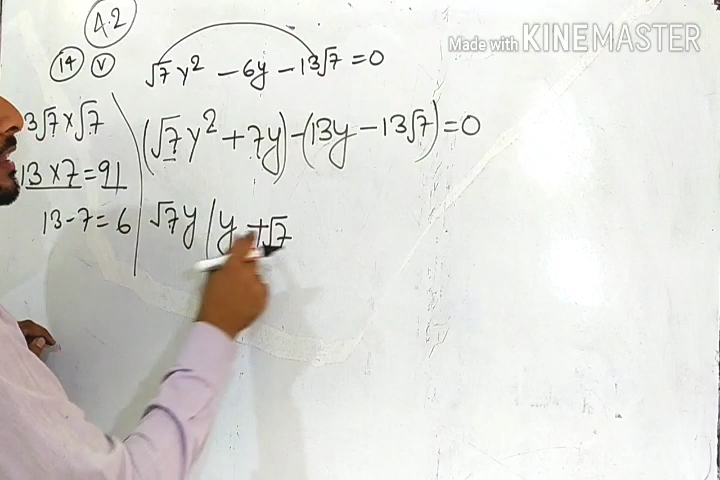 4.2
Made with KINEMASTER
14 V √7 y² - 6y - 13√7 = 0
3√7 × √7
13 × 7 = 91
13 - 7 = 6
(√7 y² + 7y) - (13y - 13√7) = 0
√7 y (y + √7